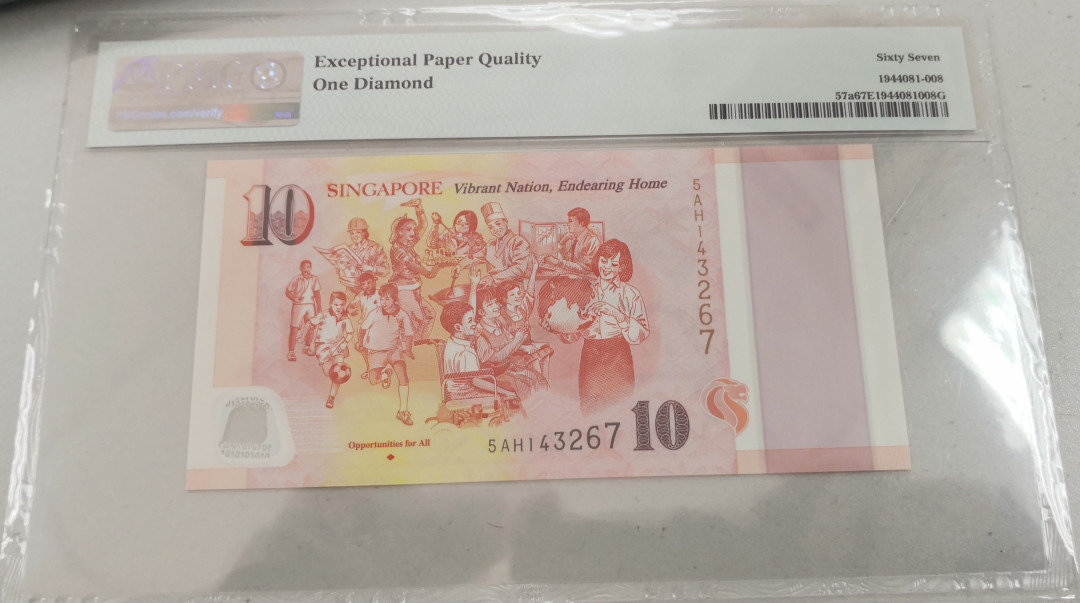 Exceptional Paper Quality
One Diamond
Sixty Seven
1944081-008
57a67E1944081008G
10
SINGAPORE Vibrant Nation, Endearing Home
5AH143267
Opportunities for All
5AH143267
10